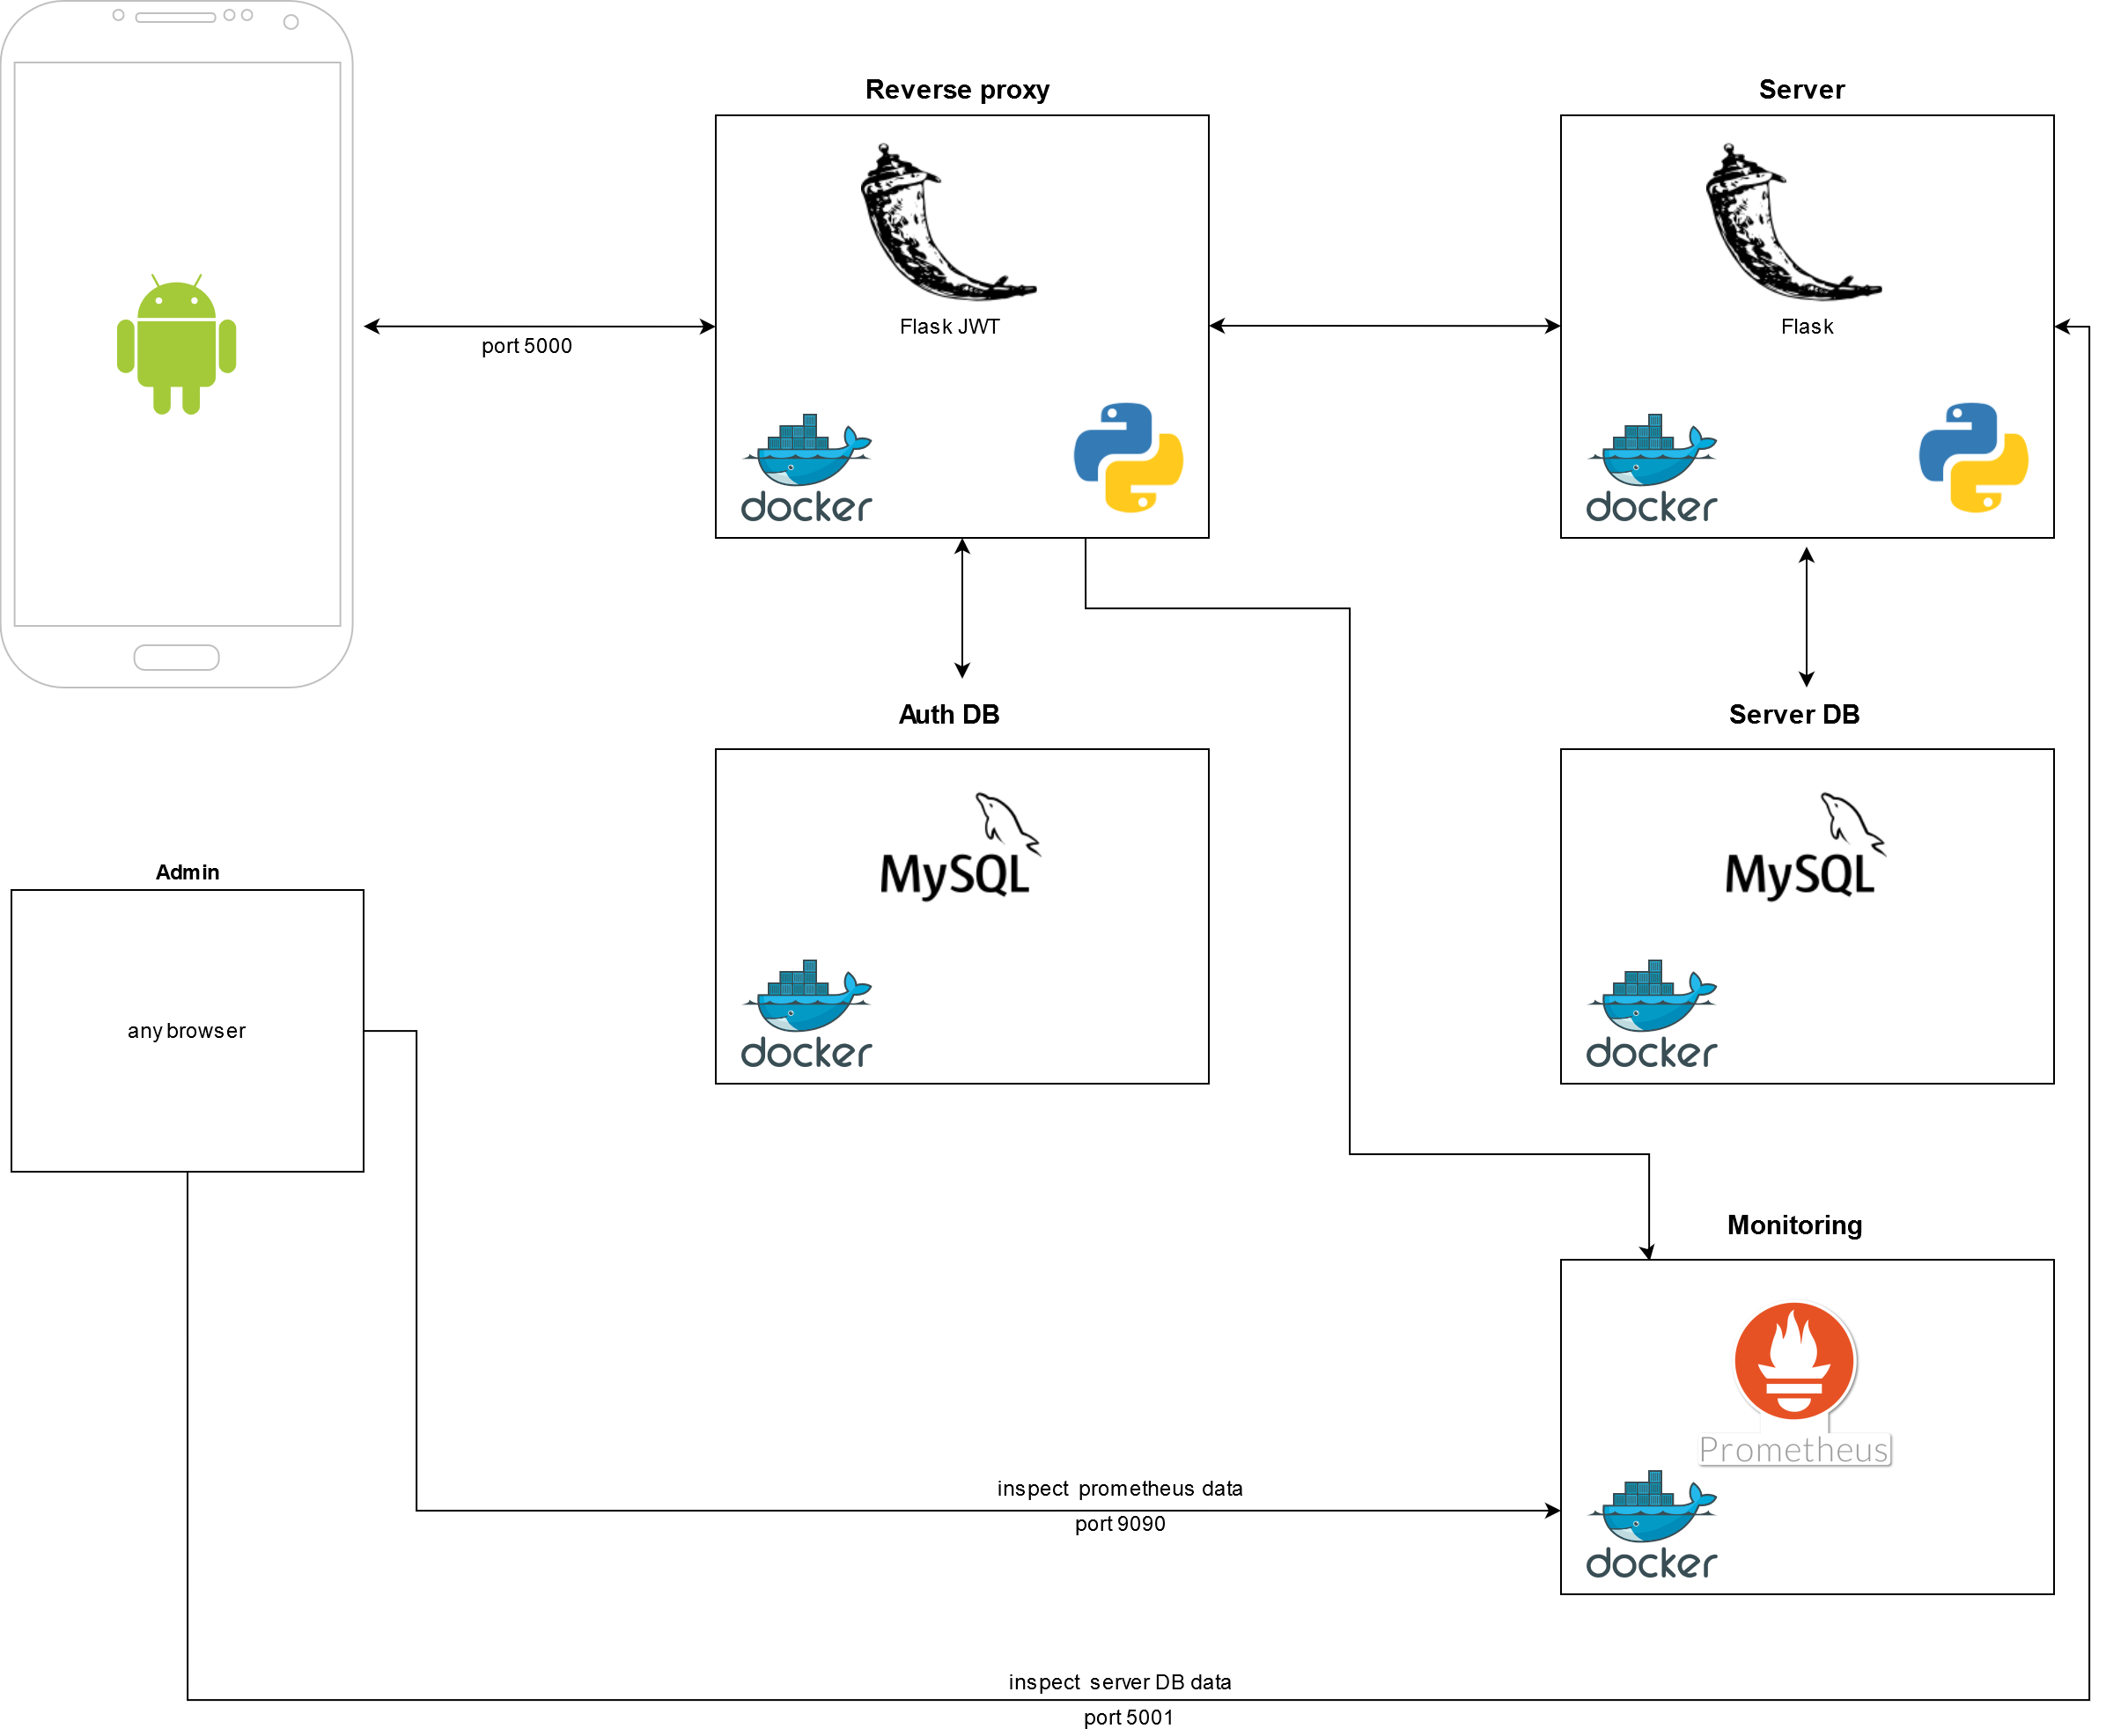 Reverse proxy
Server
Flask JWT
Flask
port 5000
docker
docker
Auth DB
Server DB
MySQL
MySQL
Admin
any browser
docker
docker
Monitoring
Prometheus
inspect prometheus data
port 9090
docker
inspect server DB data
port 5001